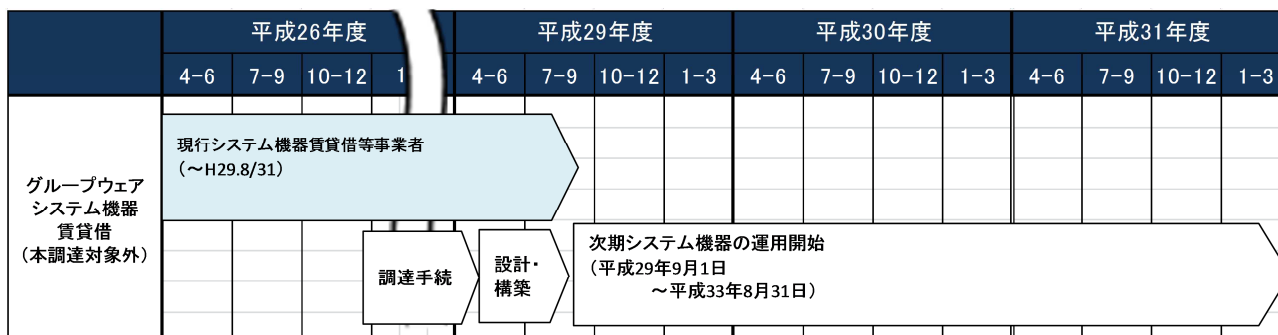 平成26年度 平成29年度 平成30年度 平成31年度
4-6 7-9 10-12 1 4-6 7-9 10-12 1-3 4-6 7-9 10-12 1-3 4-6 7-9 10-12 1-3
グループウェア
システム機器
賃貸借
（本調達対象外）
現行システム機器賃貸借等事業者
（～H29.8/31）
調達手続
設計・
構築
次期システム機器の運用開始
（平成29年9月1日
～平成33年8月31日）